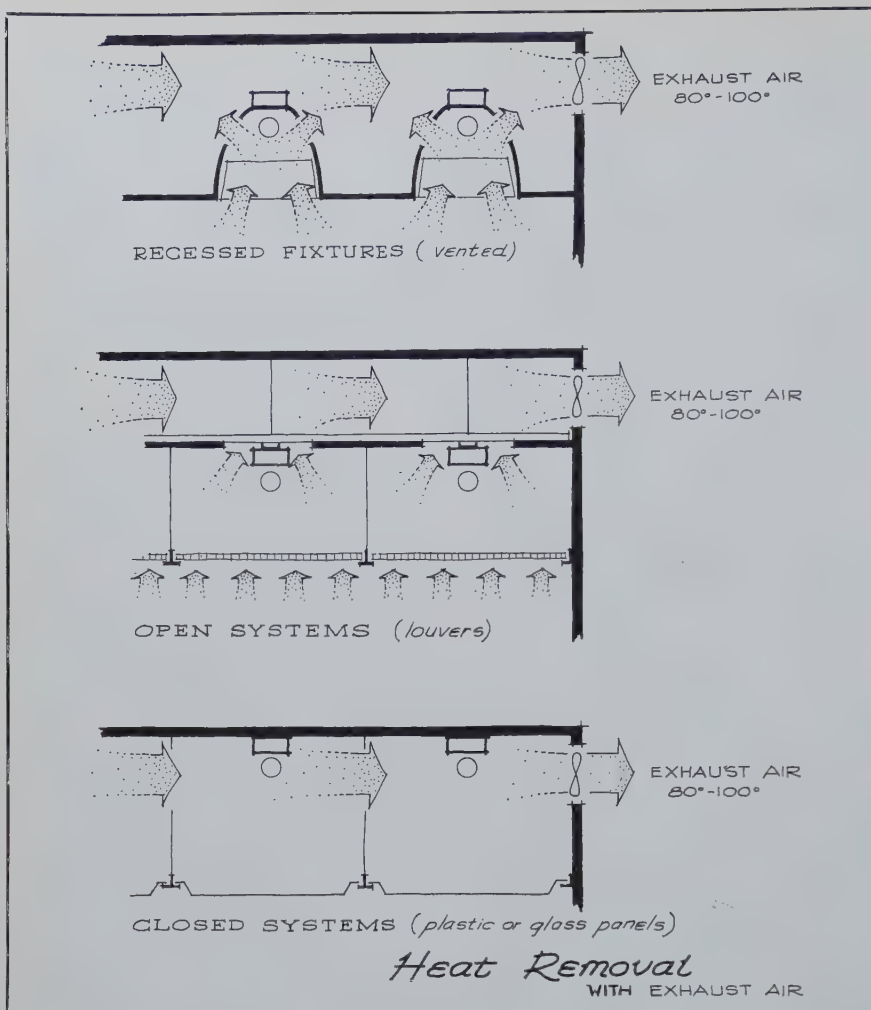 EXHAUST AIR
80°-100°
RECESSED FIXTURES (vented)
EXHAUST AIR
80°-100°
OPEN SYSTEMS (louvers)
EXHAUST AIR
80°-100°
CLOSED SYSTEMS (plastic or glass panels)
Heat Removal
WITH EXHAUST AIR